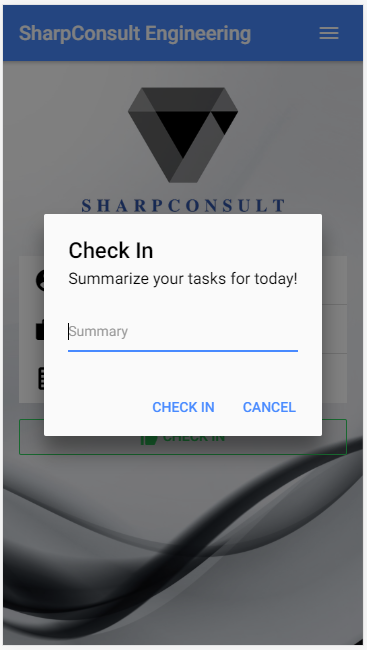 SharpConsult Engineering
SHARPCONSULT
Check In
Summarize your tasks for today!
Summary
CHECK IN
CANCEL
CHECK IN